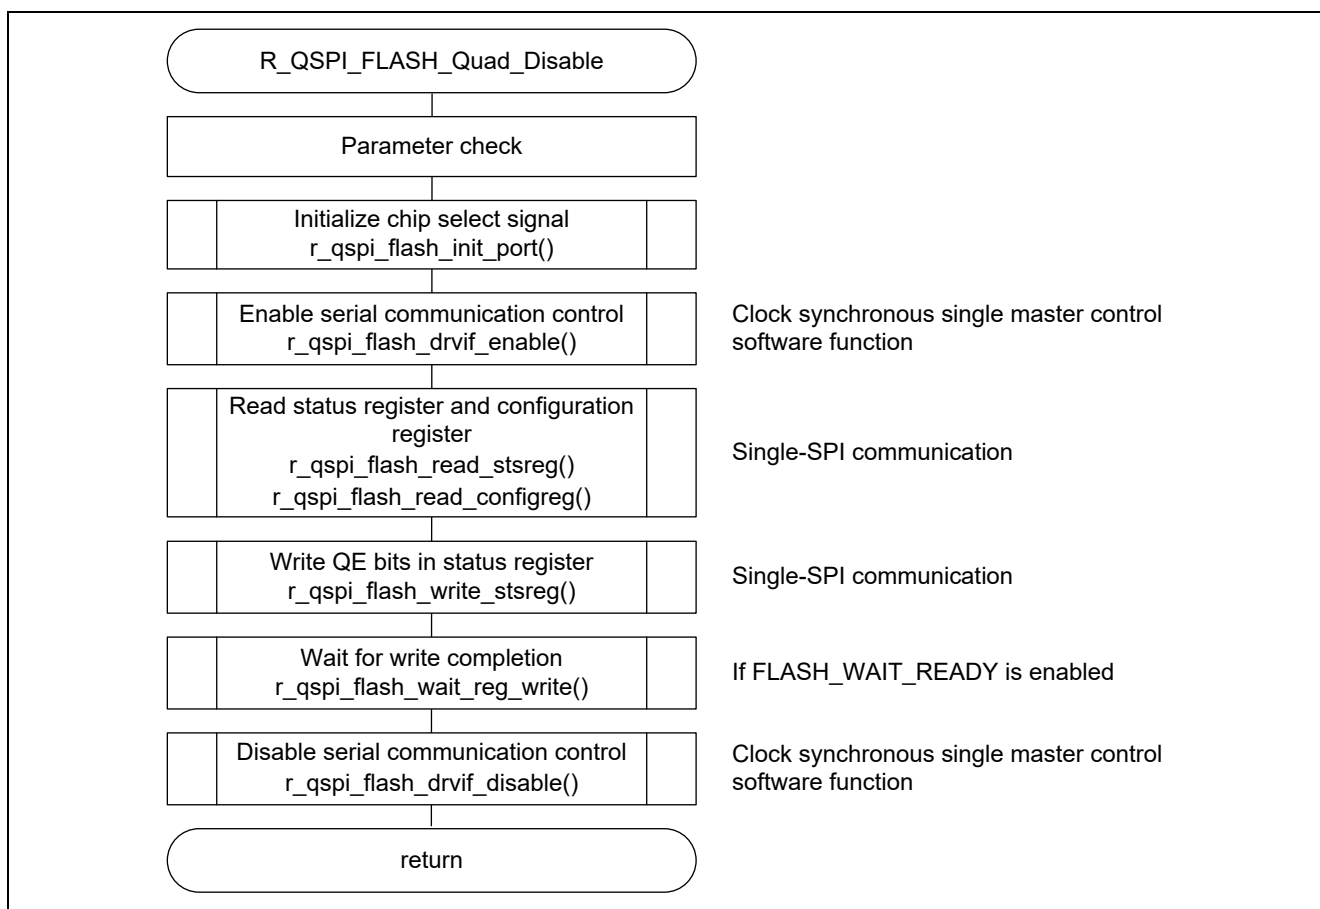 R_QSPI_FLASH_Quad_Disable
Parameter check
Initialize chip select signal
r_qspi_flash_init_port()
Enable serial communication control
r_qspi_flash_drvif_enable()
Clock synchronous single master control
software function
Read status register and configuration
register
r_qspi_flash_read_stsreg()
r_qspi_flash_read_configreg()
Single-SPI communication
Write QE bits in status register
r_qspi_flash_write_stsreg()
Single-SPI communication
Wait for write completion
r_qspi_flash_wait_reg_write()
If FLASH_WAIT_READY is enabled
Disable serial communication control
r_qspi_flash_drvif_disable()
Clock synchronous single master control
software function
return